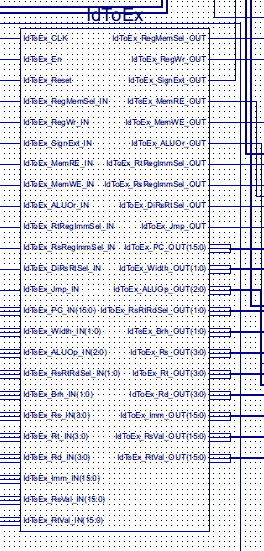 IdToEx
IdToEx_CLK IdToEx_RegMemSel_OUT
IdToEx_En IdToEx_RegWr_OUT
IdToEx_Reset IdToEx_SignExt_OUT
IdToEx_RegMemSel_IN IdToEx_MemRE_OUT
IdToEx_RegWr_IN IdToEx_MemWE_OUT
IdToEx_SignExt_IN IdToEx_ALUOr_OUT
IdToEx_MemRE_IN IdToEx_RtRegImmSel_OUT
IdToEx_MemWE_IN IdToEx_RsRegImmSel_OUT
IdToEx_ALUOr_IN IdToEx_DiRsRtSel_OUT
IdToEx_RtRegImmSel_IN IdToEx_Jmp_OUT
IdToEx_RsRegImmSel_IN IdToEx_PC_OUT(15:0)
IdToEx_DiRsRtSel_IN IdToEx_Width_OUT(1:0)
IdToEx_Jmp_IN IdToEx_ALUOp_OUT(2:0)
IdToEx_PC_IN(15:0) IdToEx_RsRtRdSel_OUT(1:0)
IdToEx_Width_IN(1:0) IdToEx_Brh_OUT(1:0)
IdToEx_ALUOp_IN(2:0) IdToEx_Rs_OUT(3:0)
IdToEx_RsRtRdSel_IN(1:0) IdToEx_Rt_OUT(3:0)
IdToEx_Brh_IN(1:0) IdToEx_Rd_OUT(3:0)
IdToEx_Rs_IN(3:0) IdToEx_Imm_OUT(15:0)
IdToEx_Rt_IN(3:0) IdToEx_RsVal_OUT(15:0)
IdToEx_Rd_IN(3:0) IdToEx_RtVal_OUT(15:0)
IdToEx_Imm_IN(15:0)
IdToEx_RsVal_IN(15:0)
IdToEx_RtVal_IN(15:0)